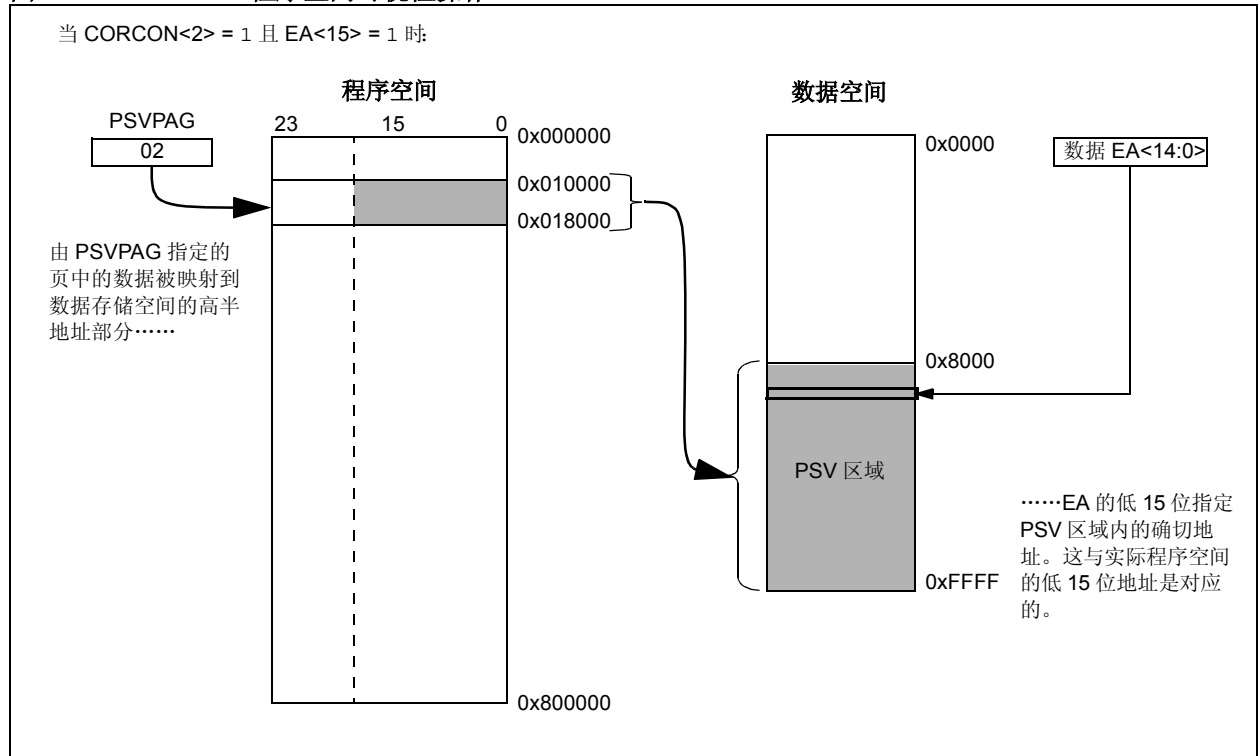 当 CORCON<2> = 1 且 EA<15> = 1 时:
程序空间
数据空间
PSVPAG
02
23 15 0
0x000000
0x010000
0x018000
0x800000
由 PSVPAG 指定的
页中的数据被映射到
数据存储空间的高半
地址部分……
0x0000
0x8000
PSV 区域
0xFFFF
数据 EA<14:0>
……EA 的低 15 位指定
PSV 区域内的确切地
址。这与实际程序空间
的低 15 位地址是对应
的。